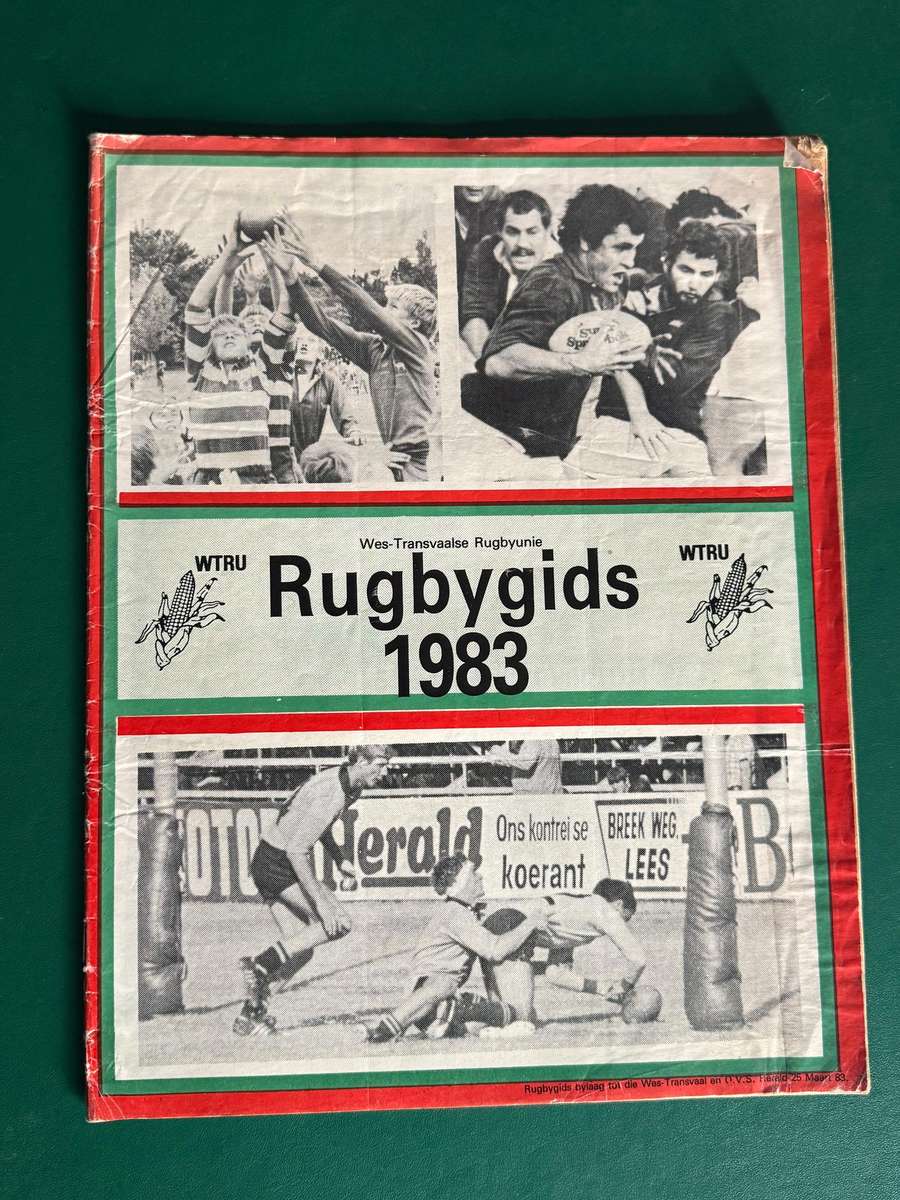 Wes-Transvaalse Rugbyunie
WTRU
Rugbygids
WTRU
1983
Herald
Ons kontrei se
koerant
BREEK WEG,
LEES
B
Rugbygids bylaag tot die Wes-Transvaal en O.V.S. Herald 25 Maart 83.